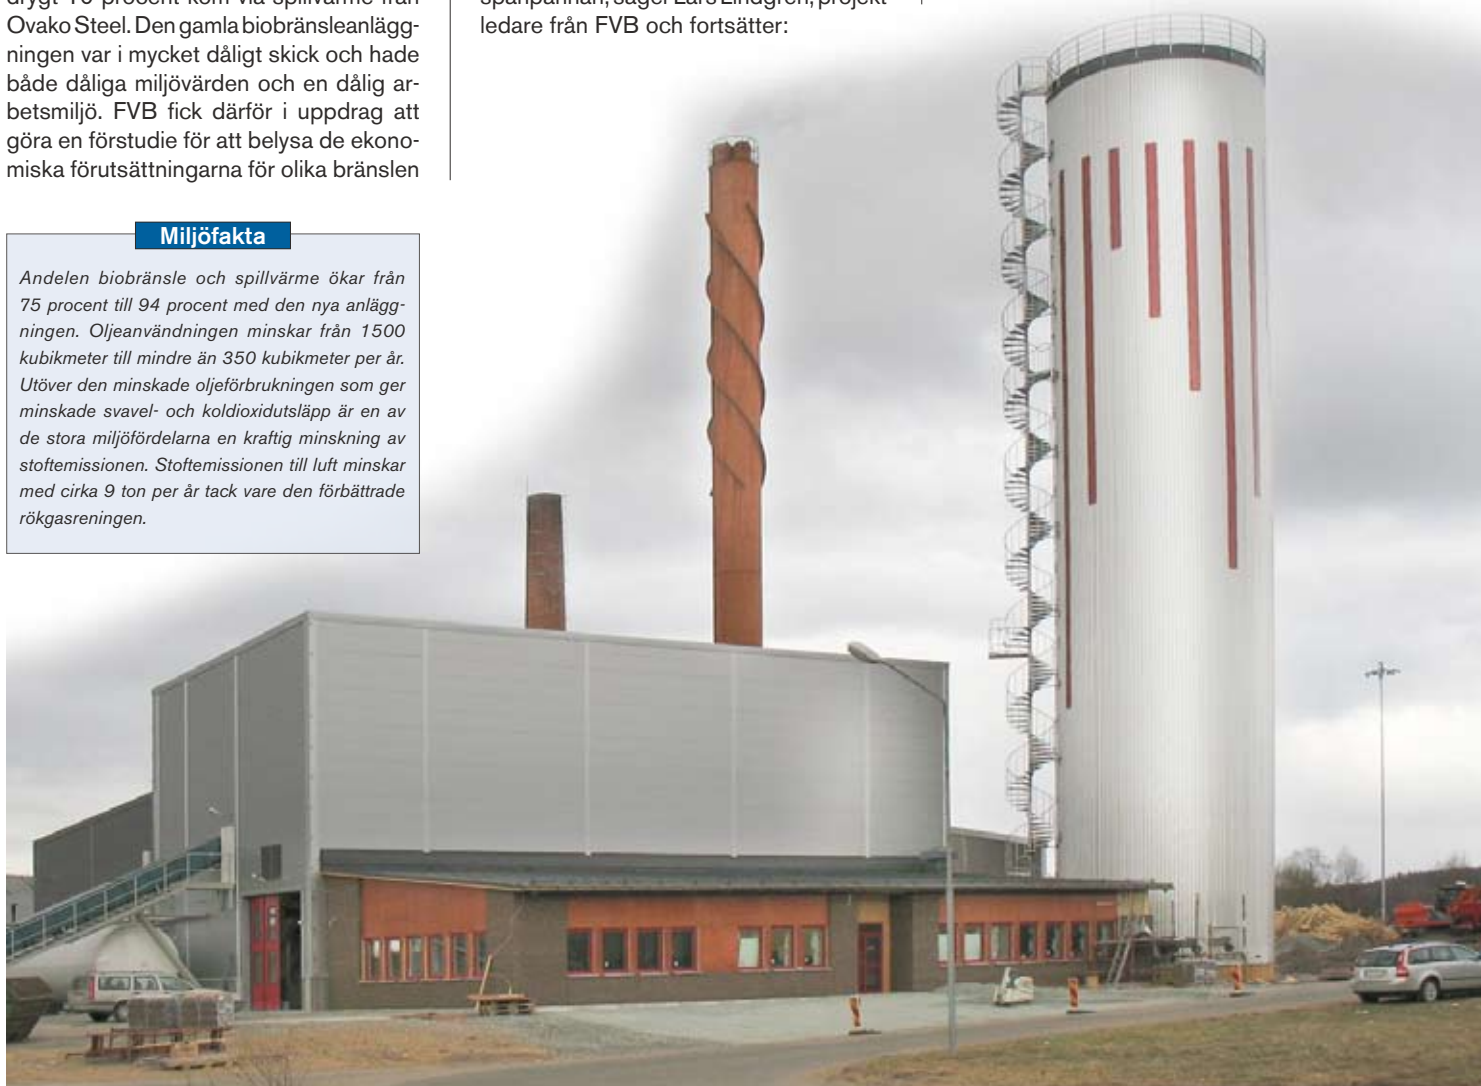 drygt 10 procent kom via spillvärme från
Ovako Steel. Den gamla biobränsleanlägg-
ningen var i mycket dåligt skick och hade
både dåliga miljövärden och en dålig ar-
betsmiljö. FVB fick därför i uppdrag att
göra en förstudie för att belysa de ekono-
miska förutsättningarna för olika bränslen
Miljöfakta
Andelen biobränsle och spillvärme ökar från
75 procent till 94 procent med den nya anlägg-
ningen. Oljeanvändningen minskar från 1500
kubikmeter till mindre än 350 kubikmeter per år.
Utöver den minskade oljeförbrukningen som ger
minskade svavel- och koldioxidutsläpp är en av
de stora miljöfördelarna en kraftig minskning av
stoftemissionen. Stoftemissionen till luft minskar
med cirka 9 ton per år tack vare den förbättrade
rökgasreningen.
spånpannan, säger Lars Lindgren, projekt-
ledare från FVB och fortsätter: